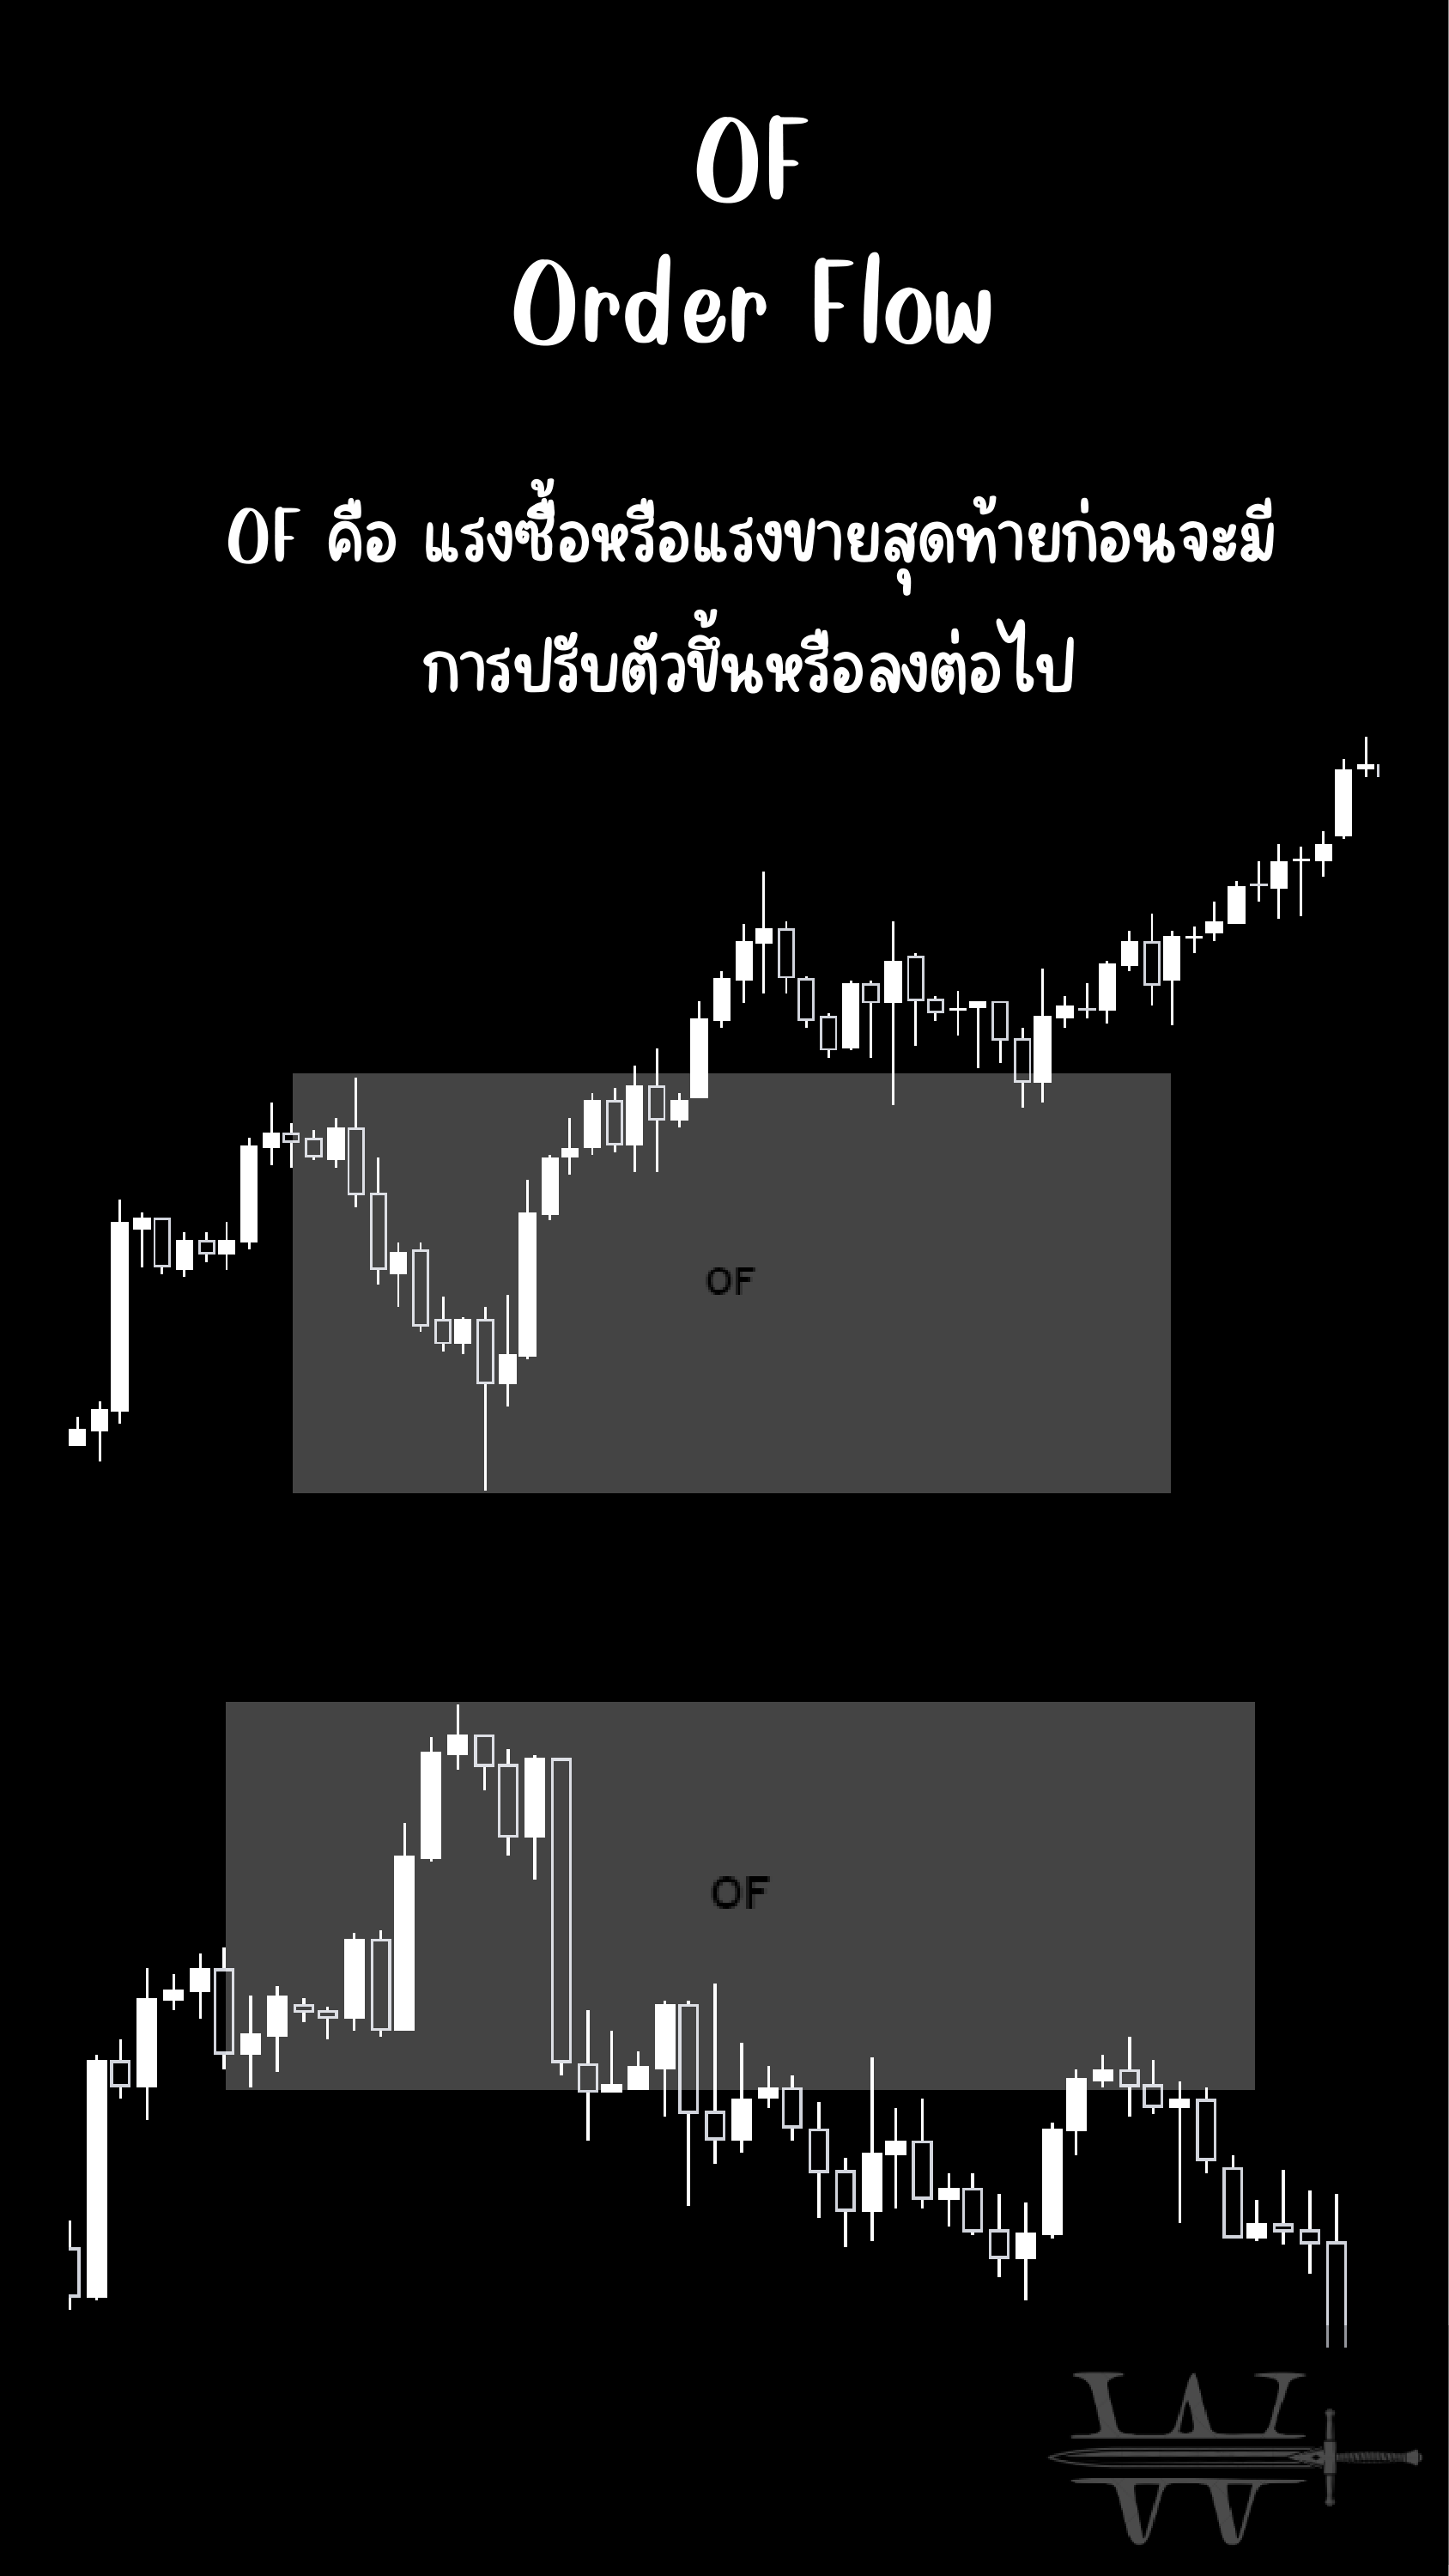 OF
Order Flow
OF คือ แรงซื้อหรือแรงขายสุดท้ายก่อนจะมี
การปรับตัวขึ้นหรือลงต่อไป
OF
OF
W